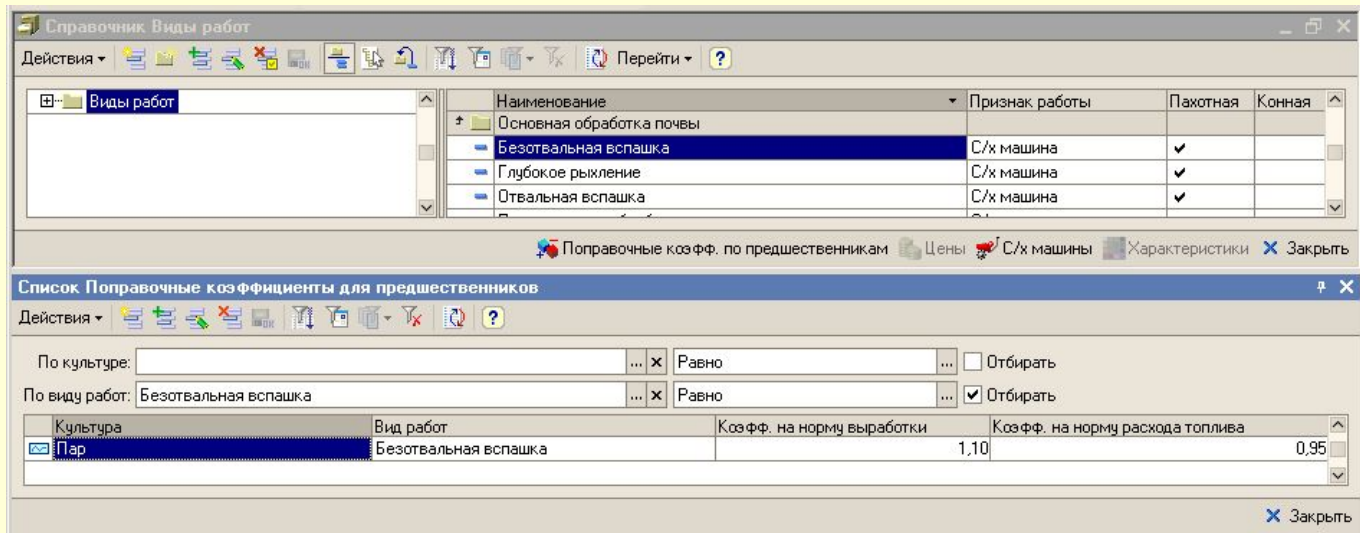 Справочник Виды работ
Действия Перейти ?
Виды работ
Наименование Признак работы Пахотная Конная
Основная обработка почвы
Безотвальная вспашка С/х машина
Глубокое рыхление С/х машина
Отвальная вспашка С/х машина
Поправочные коэфф. по предшественникам Цены С/х машины Характеристики Закрыть
Список Поправочные коэффициенты для предшественников
Действия ?
По культуре: ... x Равно ... Отбирать
По виду работ: Безотвальная вспашка ... x Равно ... Отбирать
Культура Вид работ Коэфф. на норму выработки Коэфф. на норму расхода топлива
Пар Безотвальная вспашка 1,10 0,95
Закрыть